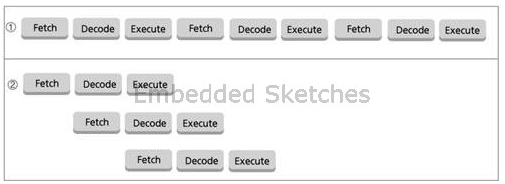 ① Fetch Decode Execute Fetch Decode Execute Fetch Decode Execute
② Fetch Decode Execute
Embedded Sketches
Fetch Decode Execute
Fetch Decode Execute